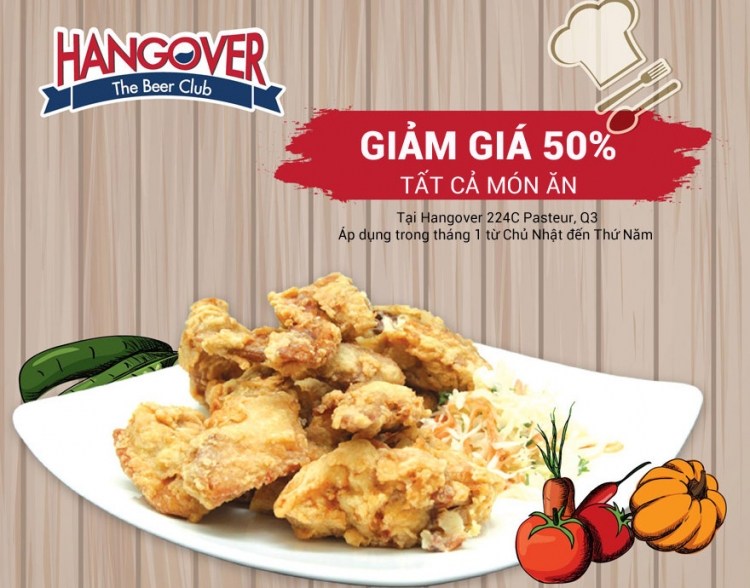 HANGOVER
The Beer Club
GIẢM GIÁ 50%
TẤT CẢ MÓN ĂN
Tại Hangover 224C Pasteur, Q3
Áp dụng trong tháng 1 từ Chủ Nhật đến Thứ Năm